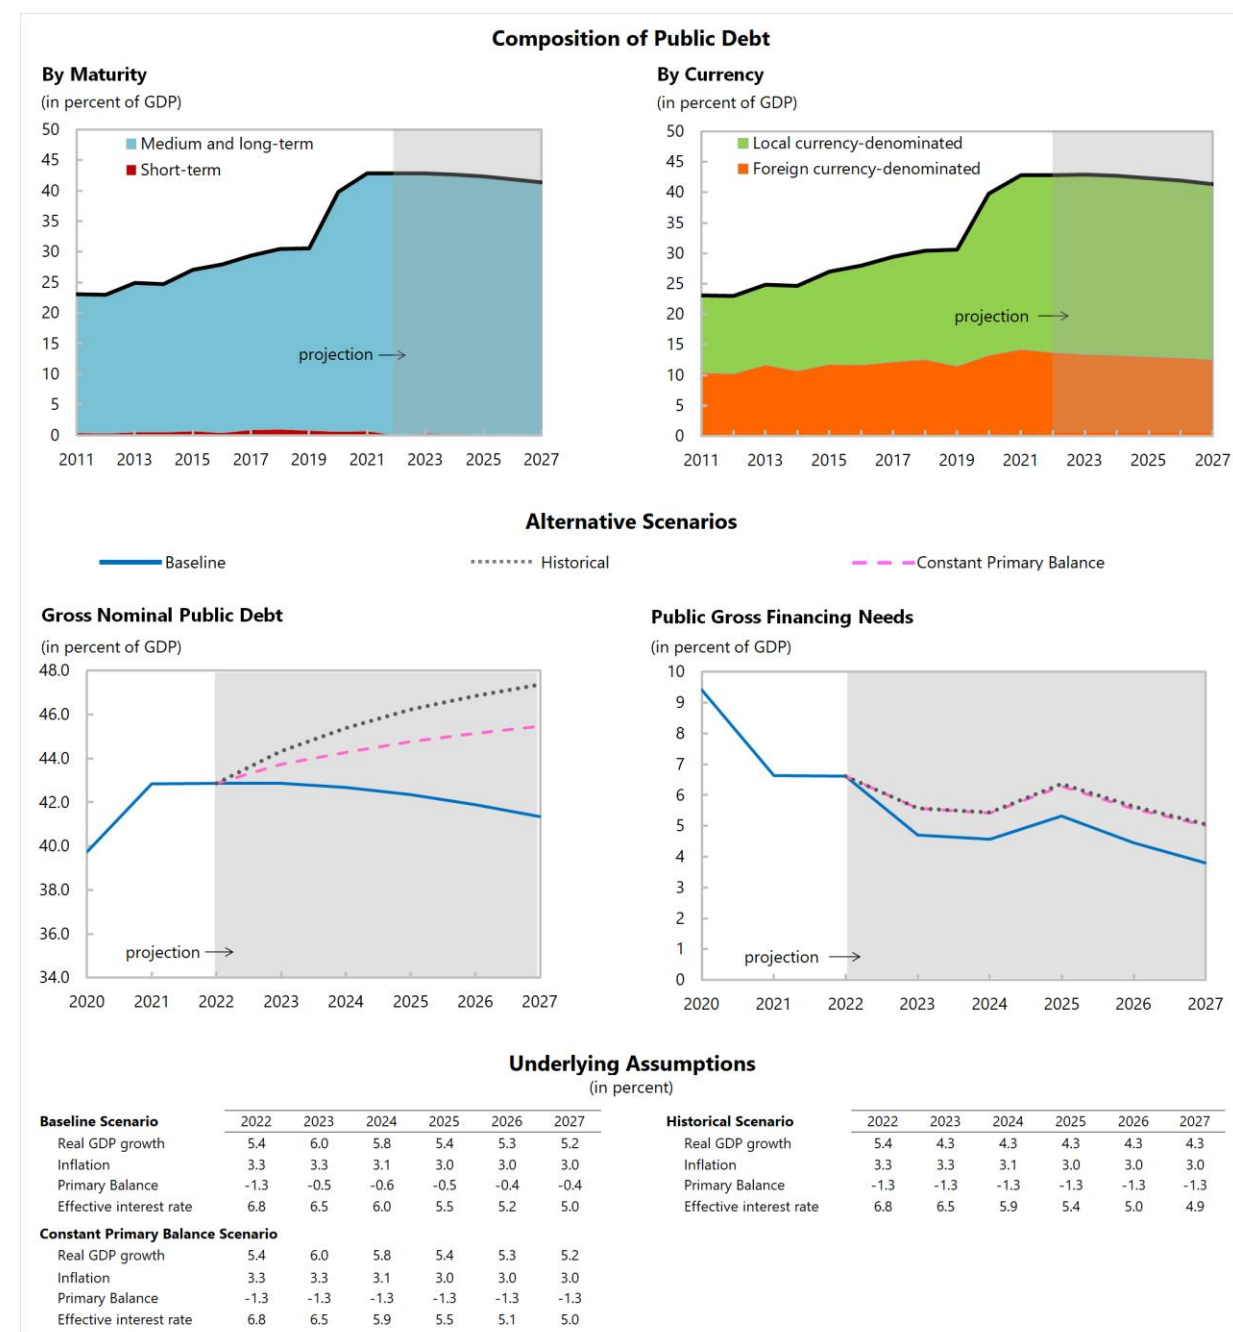 Composition of Public Debt
By Maturity
(in percent of GDP)
50
45
40
35
30
25
20
15
10
5
0
Medium and long-term
Short-term
projection
2011 2013 2015 2017 2019 2021 2023 2025 2027
By Currency
(in percent of GDP)
50
45
40
35
30
25
20
15
10
5
0
Local currency-denominated
Foreign currency-denominated
projection
2011 2013 2015 2017 2019 2021 2023 2025 2027
Alternative Scenarios
Baseline Historical Constant Primary Balance
Gross Nominal Public Debt
(in percent of GDP)
48.0
46.0
44.0
42.0
40.0
38.0
36.0
34.0
projection
2020 2021 2022 2023 2024 2025 2026 2027
Public Gross Financing Needs
(in percent of GDP)
10
9
8
7
6
5
4
3
2
1
0
projection
2020 2021 2022 2023 2024 2025 2026 2027
Underlying Assumptions
(in percent)
Baseline Scenario 2022 2023 2024 2025 2026 2027
Real GDP growth 5.4 6.0 5.8 5.4 5.3 5.2
Inflation 3.3 3.3 3.1 3.0 3.0 3.0
Primary Balance -1.3 -0.5 -0.6 -0.5 -0.4 -0.4
Effective interest rate 6.8 6.5 6.0 5.5 5.2 5.0
Constant Primary Balance Scenario
Real GDP growth 5.4 6.0 5.8 5.4 5.3 5.2
Inflation 3.3 3.3 3.1 3.0 3.0 3.0
Primary Balance -1.3 -1.3 -1.3 -1.3 -1.3 -1.3
Effective interest rate 6.8 6.5 5.9 5.5 5.1 5.0
Historical Scenario 2022 2023 2024 2025 2026 2027
Real GDP growth 5.4 4.3 4.3 4.3 4.3 4.3
Inflation 3.3 3.3 3.1 3.0 3.0 3.0
Primary Balance -1.3 -1.3 -1.3 -1.3 -1.3 -1.3
Effective interest rate 6.8 6.5 5.9 5.4 5.0 4.9